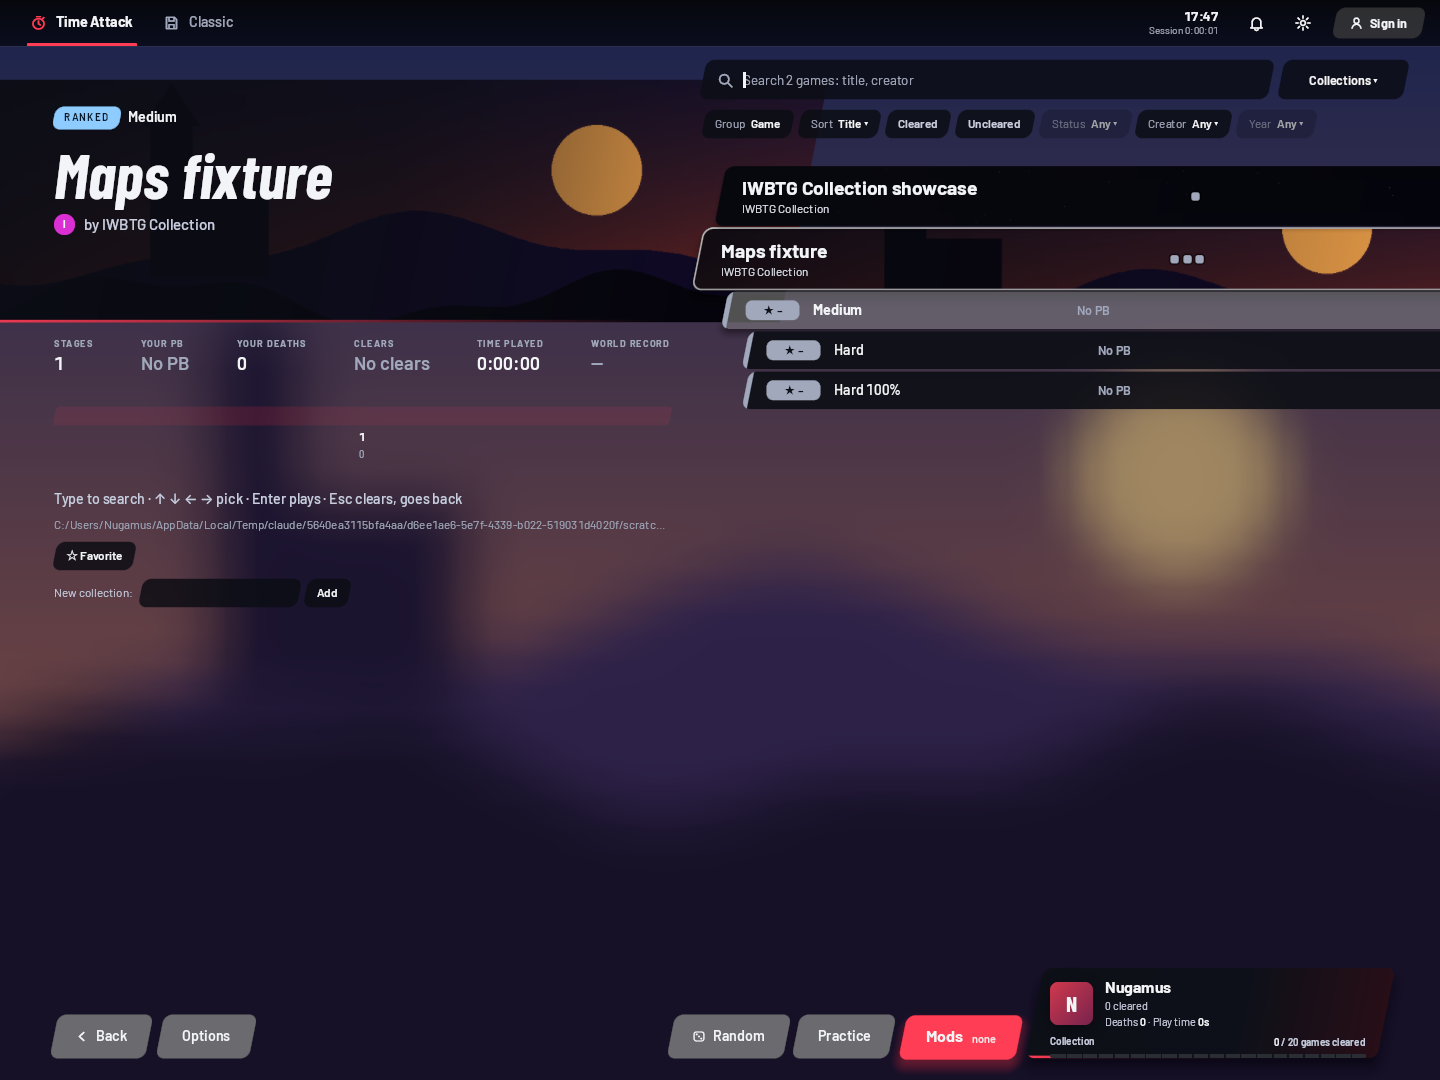 Time Attack
Classic
17:47
Session 0:00:01
Sign in
Search 2 games: title, creator
Collections
Group Game
Sort Title
Cleared
Uncleared
Status Any
Creator Any
Year Any
RANKED Medium
Maps fixture
I by IWBTG Collection
IWBTG Collection showcase
IWBTG Collection
Maps fixture
IWBTG Collection
★ – Medium No PB
★ – Hard No PB
★ – Hard 100% No PB
STAGES YOUR PB YOUR DEATHS CLEARS TIME PLAYED WORLD RECORD
1 No PB 0 No clears 0:00:00 –
1
0
Type to search · ↑ ↓ ← → pick · Enter plays · Esc clears, goes back
C:/Users/Nugamus/AppData/Local/Temp/claude/5640ea3115bfa4aa/d6ee1ae6-5e7f-4339-b022-519031d4020f/scratc...
☆ Favorite
New collection: Add
Back
Options
Random
Practice
Mods none
N
Nugamus
0 cleared
Deaths 0 · Play time 0s
Collection 0 / 20 games cleared